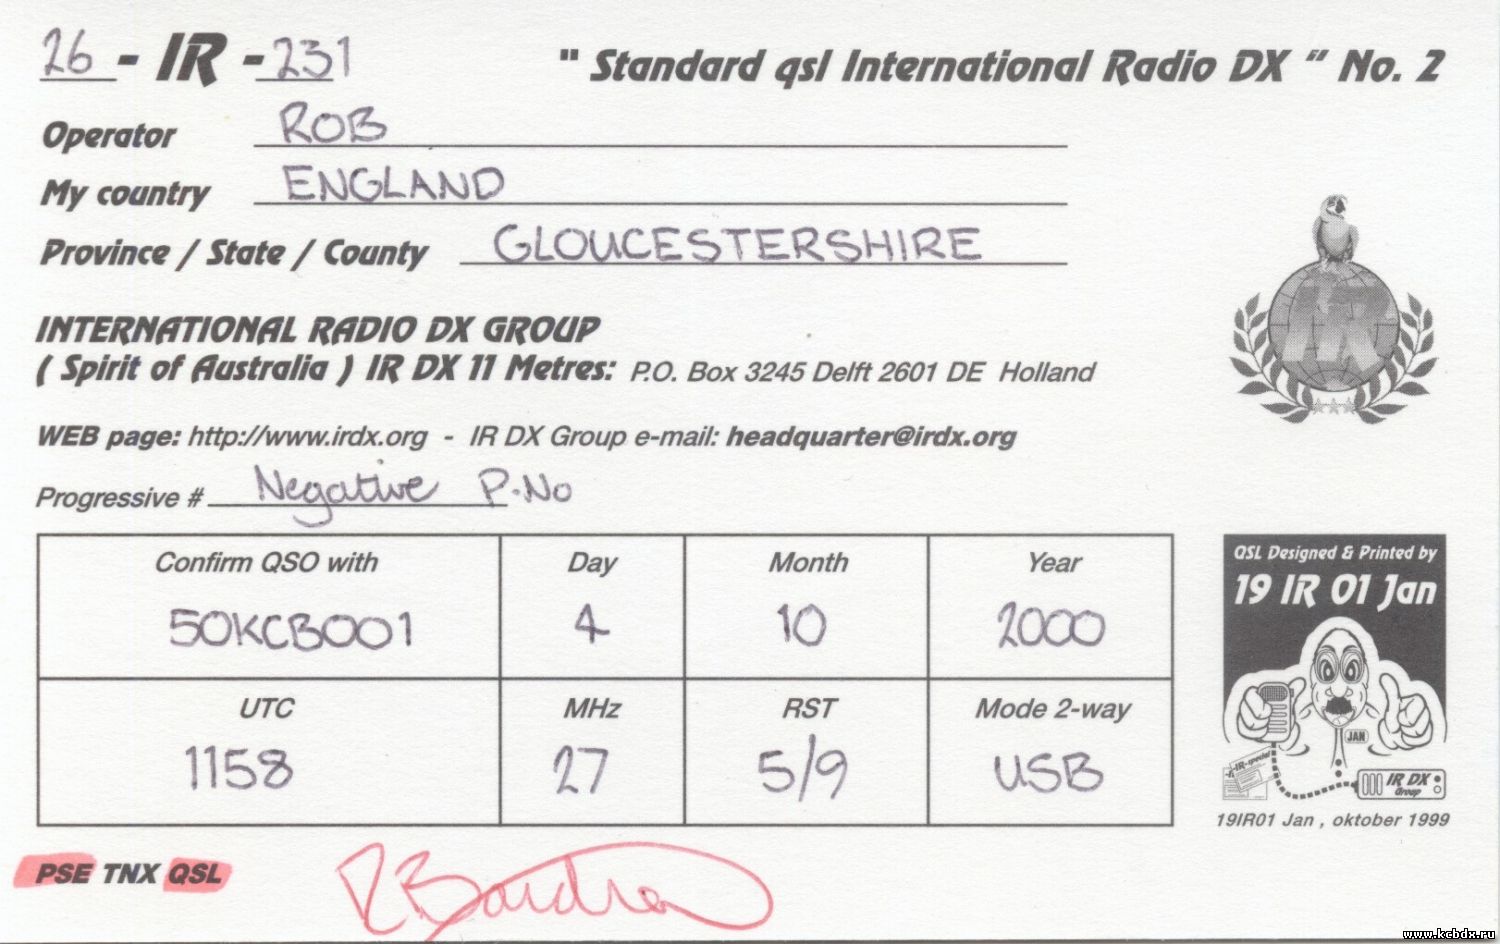 26 - IR - 231
" Standard qsl International Radio DX " No. 2
Operator ROB
My country ENGLAND
Province / State / County GLOUCESTERSHIRE
INTERNATIONAL RADIO DX GROUP
( Spirit of Australia ) IR DX 11 Metres: P.O. Box 3245 Delft 2601 DE Holland
WEB page: http://www.irdx.org - IR DX Group e-mail: headquarter@irdx.org
Progressive # Negative P.No
Confirm QSO with Day Month Year
50KCB001 4 10 2000
UTC MHz RST Mode 2-way
1158 27 5/9 USB
IR
QSL Designed & Printed by
19 IR 01 Jan
JAN
IR DX
Group
19IR01 Jan , oktober 1999
PSE TNX QSL
www.kcbdx.ru